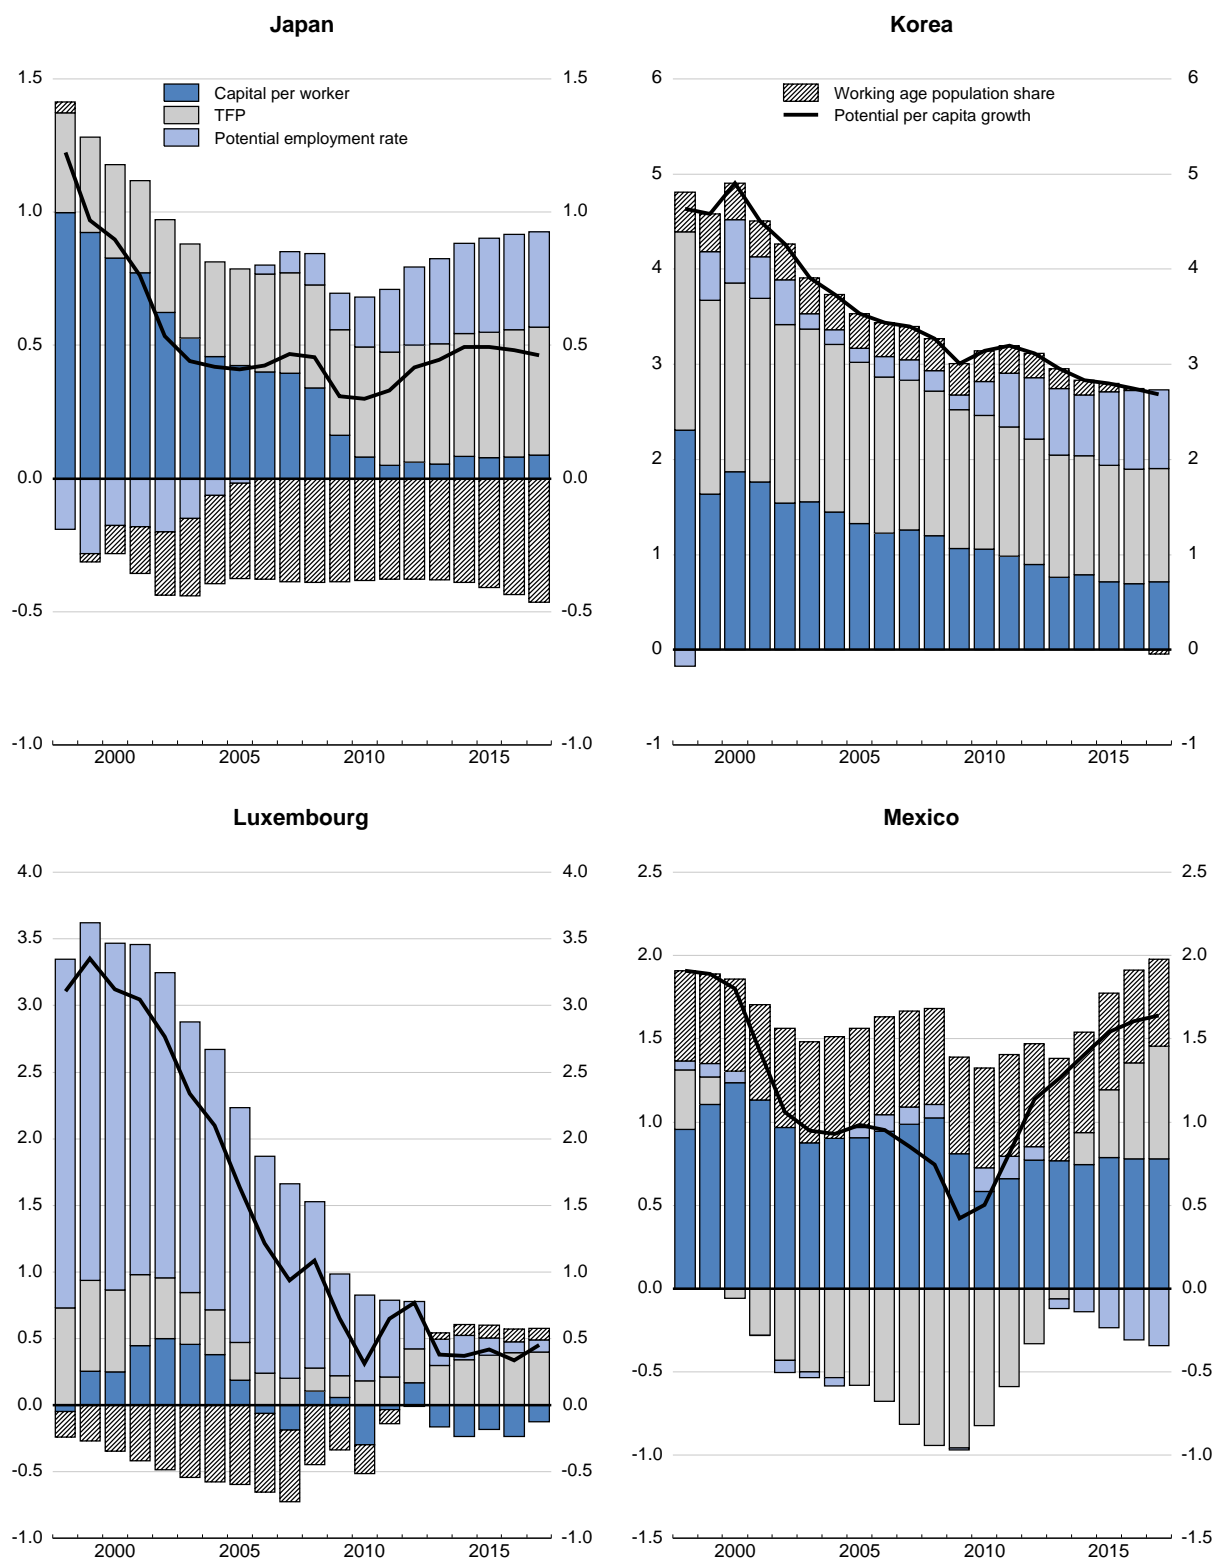 Japan
Korea
1.5 1.5 6 6
Capital per worker
TFP
Potential employment rate
Working age population share
Potential per capita growth
5 5
1.0 1.0
4 4
0.5 0.5
3 3
2 2
0.0 0.0
1 1
-0.5 -0.5
0 0
-1.0 -1.0 -1 -1
2000 2005 2010 2015 2000 2005 2010 2015
Luxembourg
Mexico
4.0 4.0 2.5 2.5
3.5 3.5
2.0 2.0
3.0 3.0
1.5 1.5
2.5 2.5
2.0 2.0
1.0 1.0
1.5 1.5
0.5 0.5
1.0 1.0
0.0 0.0
0.5 0.5
-0.5 -0.5
0.0 0.0
-1.0 -1.0
-0.5 -0.5
-1.0 -1.0 -1.5 -1.5
2000 2005 2010 2015 2000 2005 2010 2015